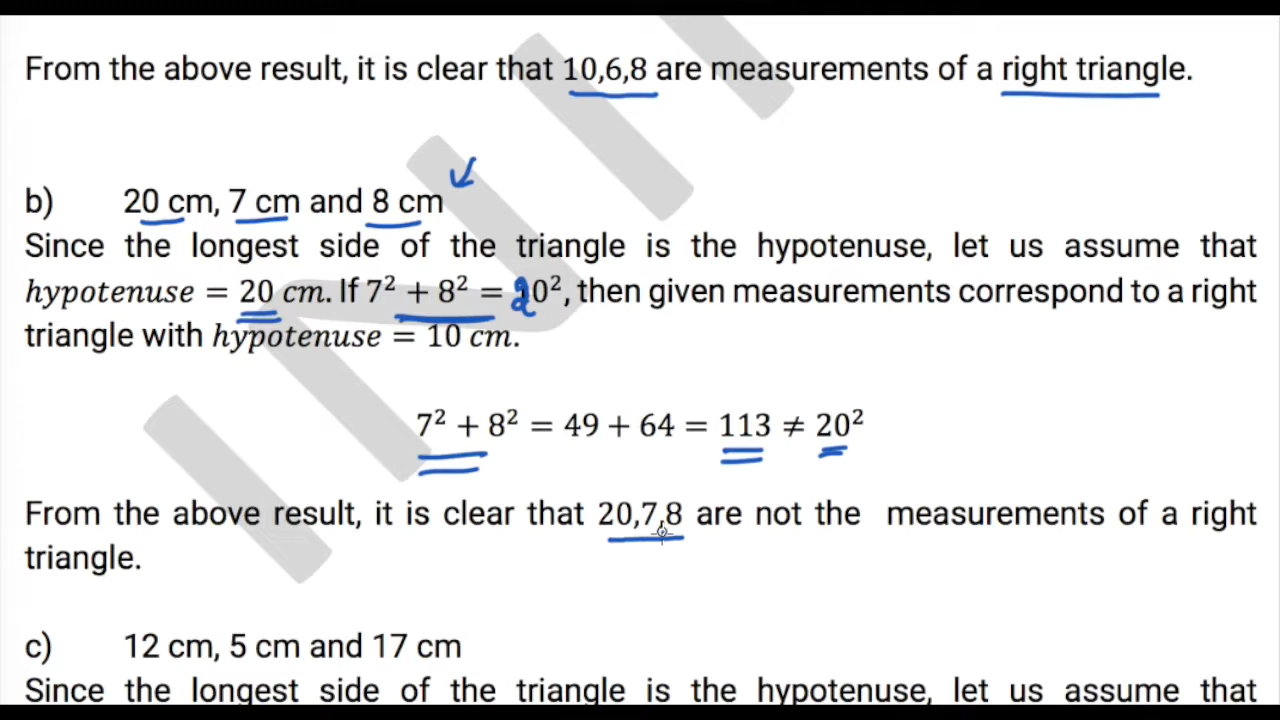 From the above result, it is clear that 10,6,8 are measurements of a right triangle.
b) 20 cm, 7 cm and 8 cm
Since the longest side of the triangle is the hypotenuse, let us assume that
hypotenuse = 20 cm. If 7² + 8² = 20², then given measurements correspond to a right
triangle with hypotenuse = 10 cm.
7² + 8² = 49 + 64 = 113 ≠ 20²
From the above result, it is clear that 20,7,8 are not the measurements of a right
triangle.
c) 12 cm, 5 cm and 17 cm
Since the longest side of the triangle is the hypotenuse, let us assume that